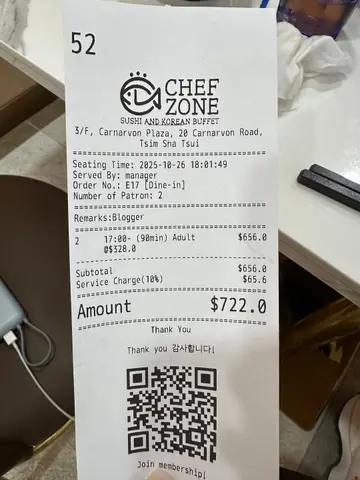 52
CHEF
ZONE
SUSHI AND KOREAN BUFFET
3/F, Carnarvon Plaza, 20 Carnarvon Road,
Tsim Sha Tsui
Seating Time: 2025-10-26 18:01:49
Served By: manager
Order No.: E17 [Dine-in]
Number of Patron: 2
Remarks:Blogger
2 17:00- (90min) Adult $656.0
@$328.0
Subtotal $656.0
Service Charge(10%) $65.6
Amount $722.0
Thank You
Thank you 감사합니다!
Join membership!